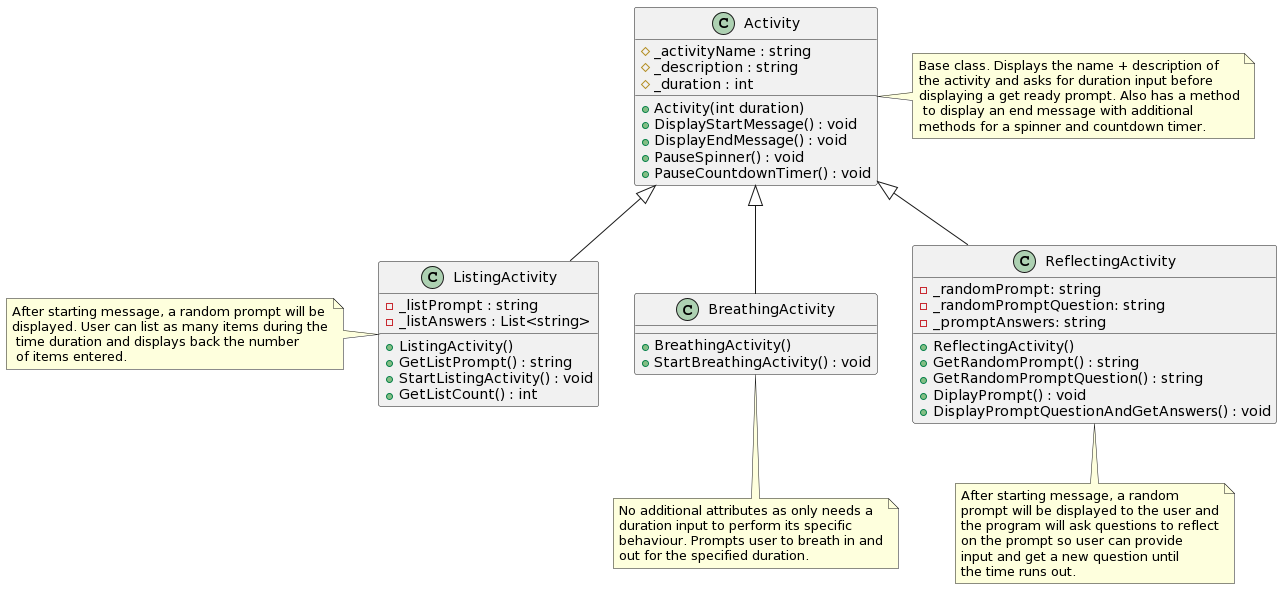 C Activity
_activityName : string
_description : string
_duration : int
Activity(int duration)
DisplayStartMessage() : void
DisplayEndMessage() : void
PauseSpinner() : void
PauseCountdownTimer() : void
Base class. Displays the name + description of
the activity and asks for duration input before
displaying a get ready prompt. Also has a method
to display an end message with additional
methods for a spinner and countdown timer.
After starting message, a random prompt will be
displayed. User can list as many items during the
time duration and displays back the number
of items entered.
C ListingActivity
_listPrompt : string
_listAnswers : List<string>
ListingActivity()
GetListPrompt() : string
StartListingActivity() : void
GetListCount() : int
C BreathingActivity
BreathingActivity()
StartBreathingActivity() : void
C ReflectingActivity
_randomPrompt: string
_randomPromptQuestion: string
_promptAnswers: string
ReflectingActivity()
GetRandomPrompt() : string
GetRandomPromptQuestion() : string
DiplayPrompt() : void
DisplayPromptQuestionAndGetAnswers() : void
No additional attributes as only needs a
duration input to perform its specific
behaviour. Prompts user to breath in and
out for the specified duration.
After starting message, a random
prompt will be displayed to the user and
the program will ask questions to reflect
on the prompt so user can provide
input and get a new question until
the time runs out.